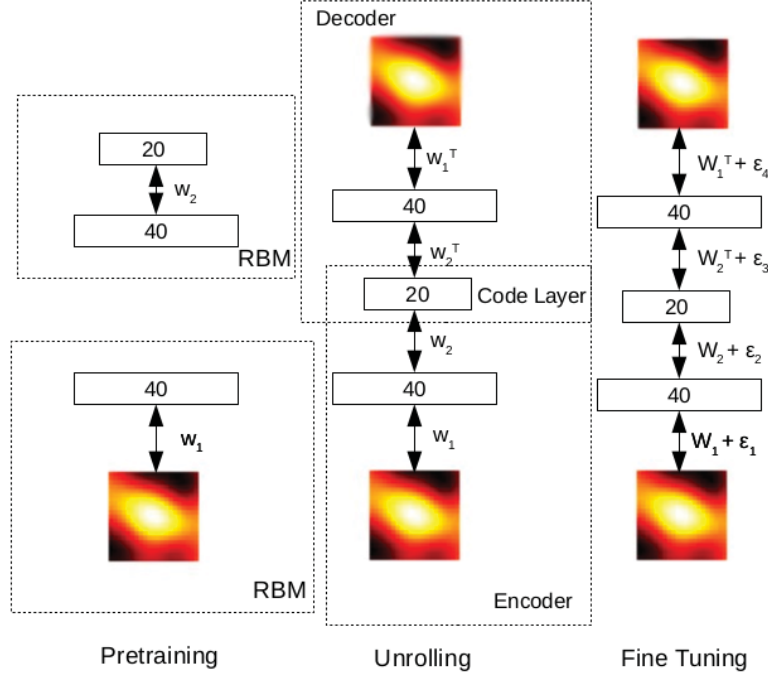 Decoder
20
w₂
40
RBM
40
w₁
RBM
Pretraining
w₁ᵀ
40
w₂ᵀ
20
Code Layer
w₂
40
w₁
Encoder
Unrolling
W₁ᵀ + ε₄
40
W₂ᵀ + ε₃
20
W₂ + ε₂
40
W₁ + ε₁
Fine Tuning